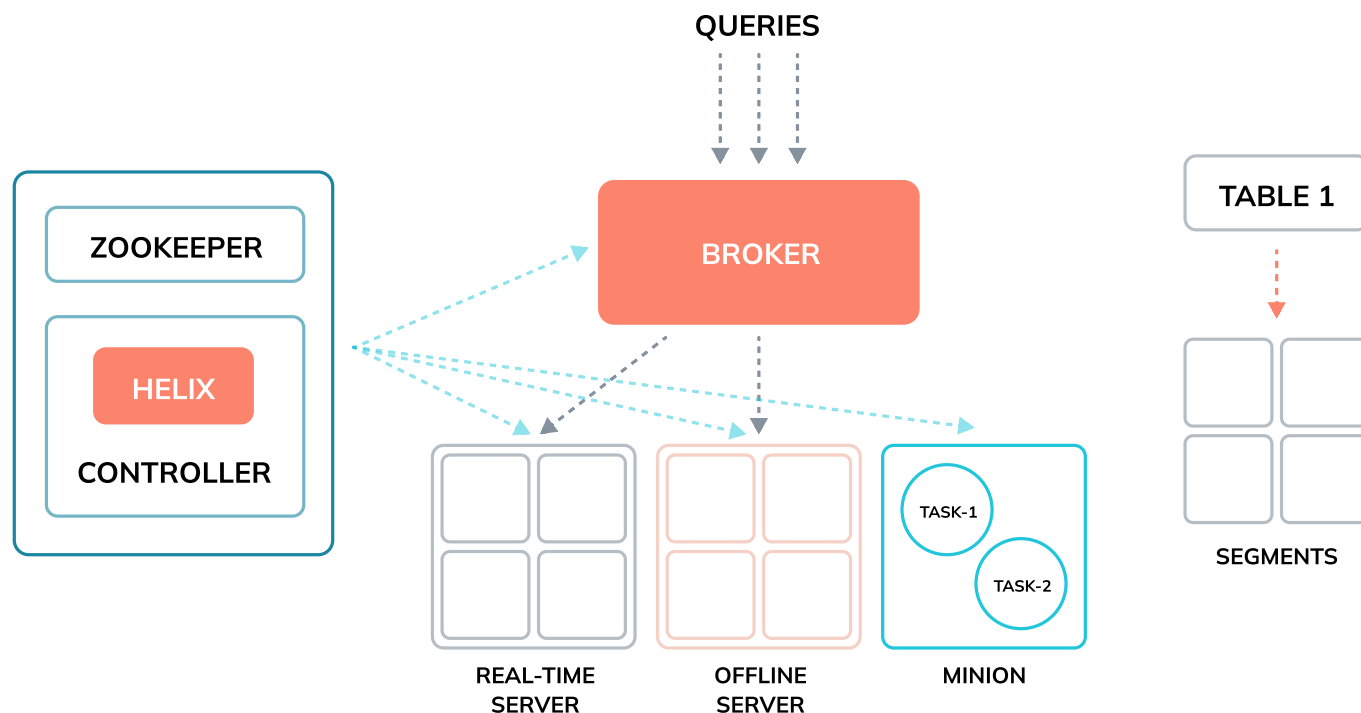 QUERIES
ZOOKEEPER
HELIX
CONTROLLER
BROKER
TABLE 1
SEGMENTS
TASK-1
TASK-2
REAL-TIME
SERVER
OFFLINE
SERVER
MINION